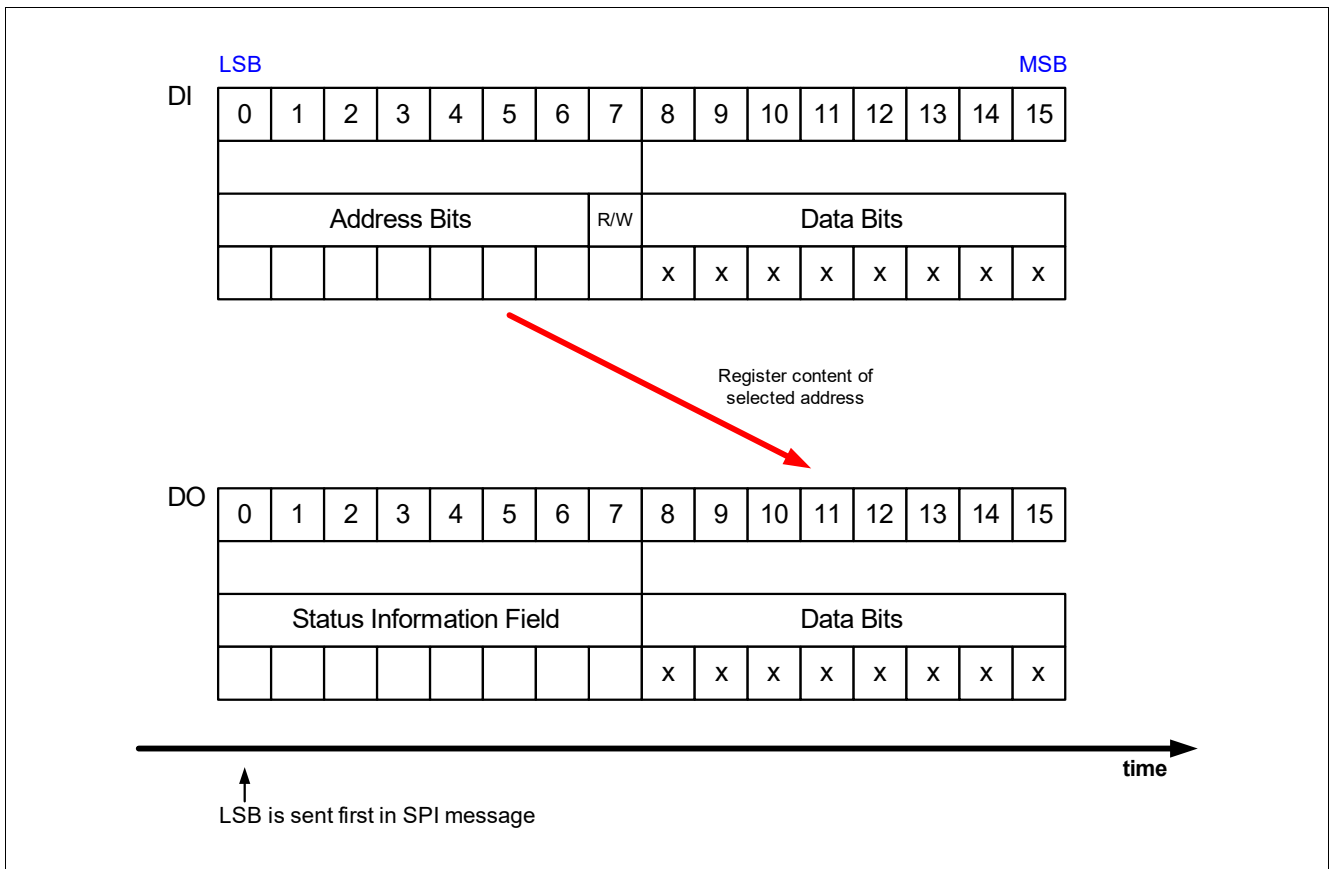 LSB MSB
DI
0 1 2 3 4 5 6 7 8 9 10 11 12 13 14 15
Address Bits R/W Data Bits
x x x x x x x x
Register content of
selected address
DO
0 1 2 3 4 5 6 7 8 9 10 11 12 13 14 15
Status Information Field Data Bits
x x x x x x x x
time
LSB is sent first in SPI message